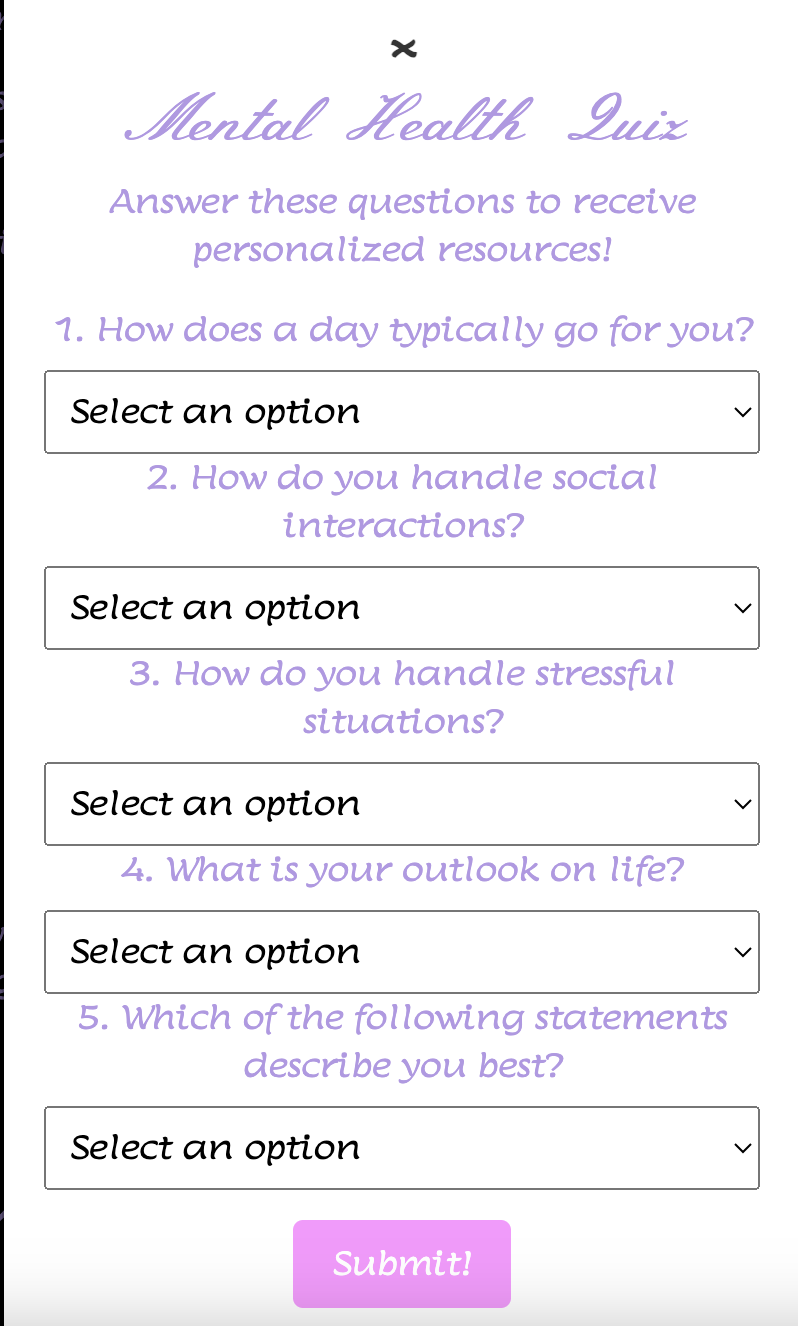 Mental Health Quiz
Answer these questions to receive
personalized resources!
1. How does a day typically go for you?
Select an option
2. How do you handle social
interactions?
Select an option
3. How do you handle stressful
situations?
Select an option
4. What is your outlook on life?
Select an option
5. Which of the following statements
describe you best?
Select an option
Submit!